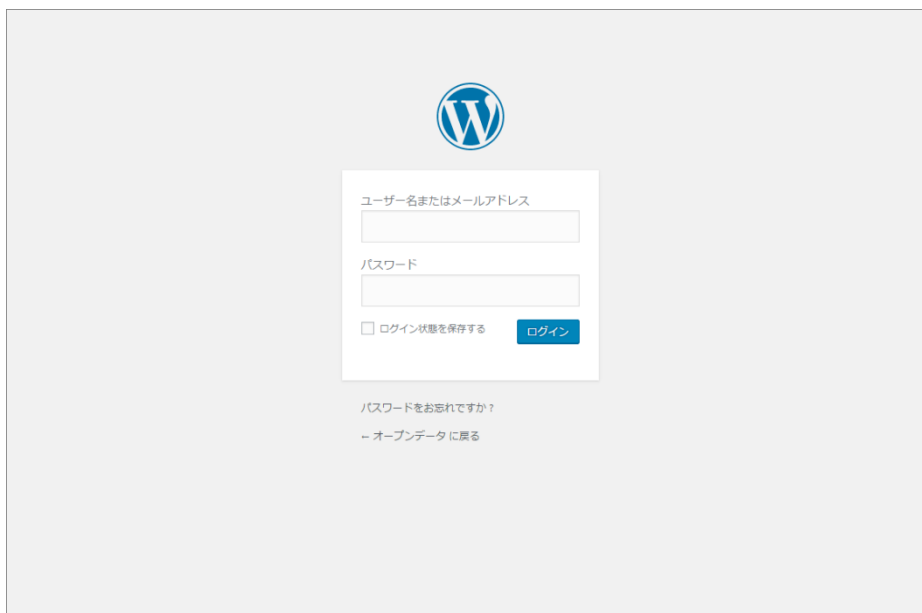 ユーザー名またはメールアドレス
パスワード
ログイン状態を保存する
ログイン
パスワードをお忘れですか ?
← オープンデータ に戻る